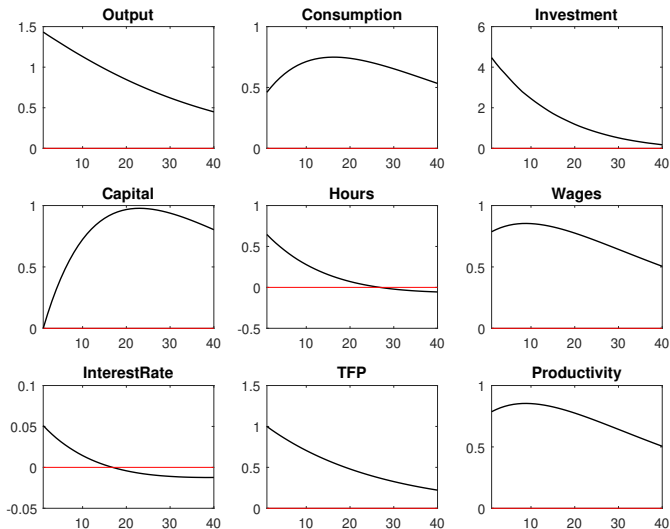 Output
Consumption
Investment
1.5
1
0.5
0
10 20 30 40
1
0.5
0
10 20 30 40
6
4
2
0
10 20 30 40
Capital
Hours
Wages
1
0.5
0
10 20 30 40
1
0.5
0
-0.5
10 20 30 40
1
0.5
0
10 20 30 40
InterestRate
TFP
Productivity
0.1
0.05
0
-0.05
10 20 30 40
1.5
1
0.5
0
10 20 30 40
1
0.5
0
10 20 30 40